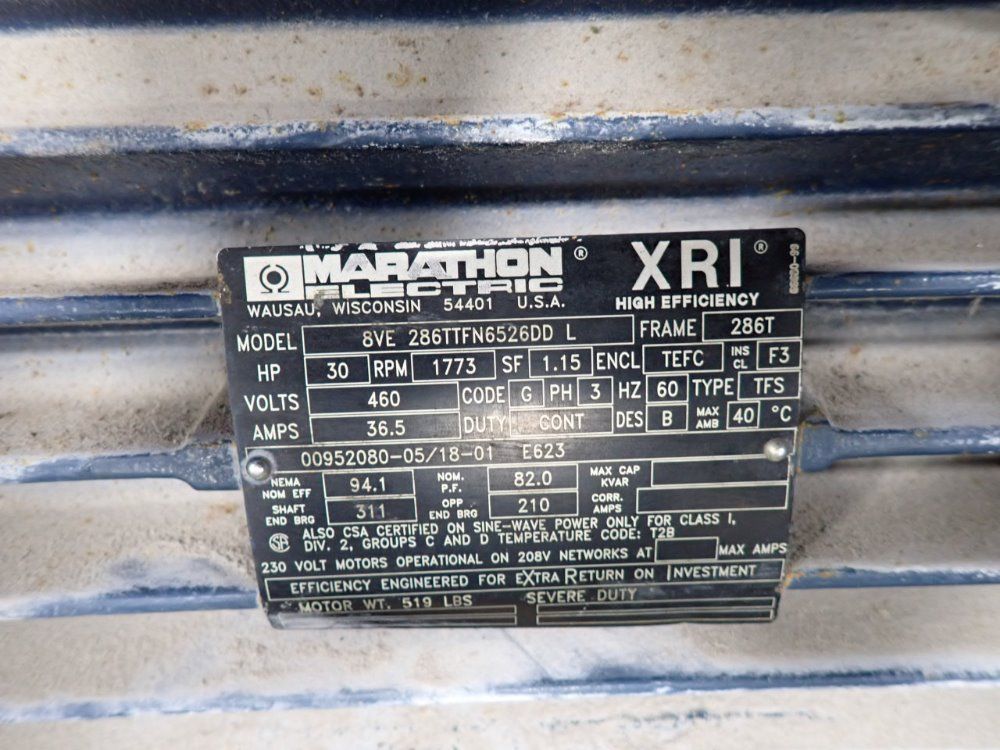 MARATHON ® XRI ®
ELECTRIC HIGH EFFICIENCY
WAUSAU, WISCONSIN 54401 U.S.A.
MODEL 8VE 286TTFN6526DD L FRAME 286T
HP 30 RPM 1773 SF 1.15 ENCL TEFC INS CL F3
VOLTS 460 CODE G PH 3 HZ 60 TYPE TFS
AMPS 36.5 DUTY CONT DES B MAX AMB 40 °C
00952080-05/18-01 E623
NEMA NOM EFF 94.1 NOM. P.F. 82.0 MAX CAP KVAR
SHAFT END BRG 311 OPP END BRG 210 CORR. AMPS
SA ALSO CSA CERTIFIED ON SINE-WAVE POWER ONLY FOR CLASS I,
DIV. 2, GROUPS C AND D TEMPERATURE CODE: T2B
230 VOLT MOTORS OPERATIONAL ON 208V NETWORKS AT MAX AMPS
EFFICIENCY ENGINEERED FOR EXTRA RETURN ON INVESTMENT
MOTOR WT. 519 LBS SEVERE DUTY